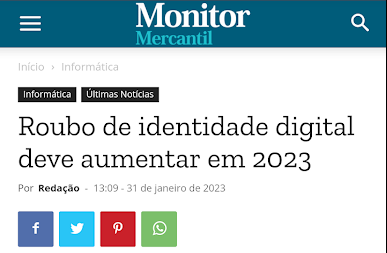 Monitor
Mercantil
Início › Informática
Informática Últimas Notícias
Roubo de identidade digital
deve aumentar em 2023
Por Redação - 13:09 - 31 de janeiro de 2023